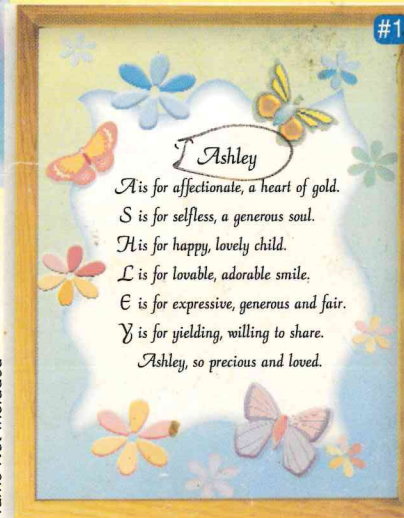 #1
Ashley
A is for affectionate, a heart of gold.
S is for selfless, a generous soul.
H is for happy, lovely child.
L is for lovable, adorable smile.
E is for expressive, generous and fair.
Y is for yielding, willing to share.
Ashley, so precious and loved.